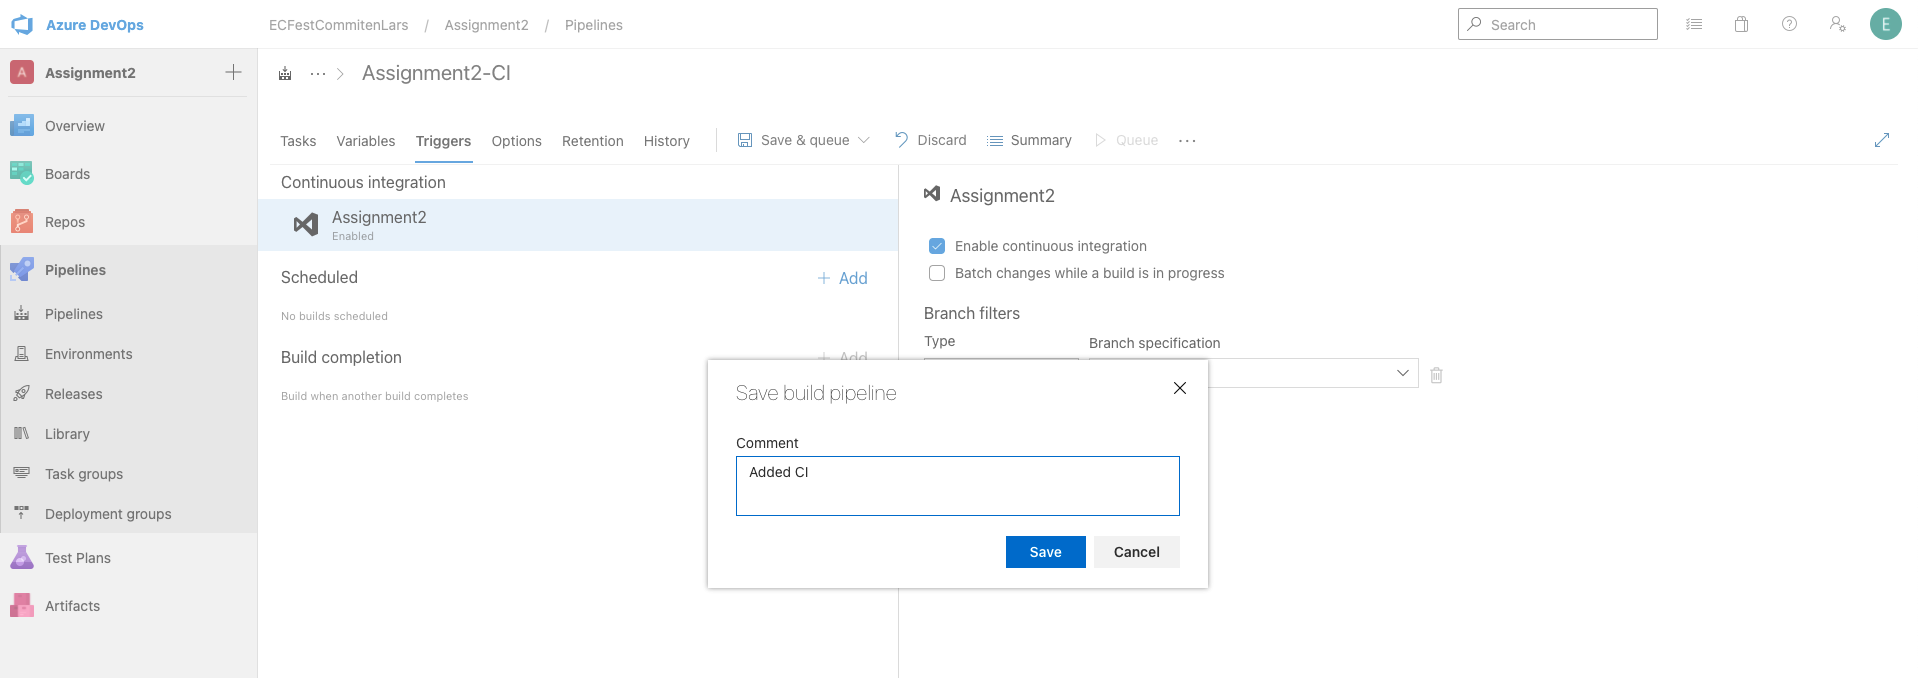 Azure DevOps
ECFestCommitenLars / Assignment2 / Pipelines
Search
E
A Assignment2
Overview
Boards
Repos
Pipelines
Pipelines
Environments
Releases
Library
Task groups
Deployment groups
Test Plans
Artifacts
··· > Assignment2-CI
Tasks Variables Triggers Options Retention History Save & queue Discard Summary Queue ···
Continuous integration
Assignment2
Enabled
Scheduled + Add
No builds scheduled
Build completion + Add
Build when another build completes
Assignment2
Enable continuous integration
Batch changes while a build is in progress
Branch filters
Type Branch specification
Save build pipeline
Comment
Added CI
Save Cancel